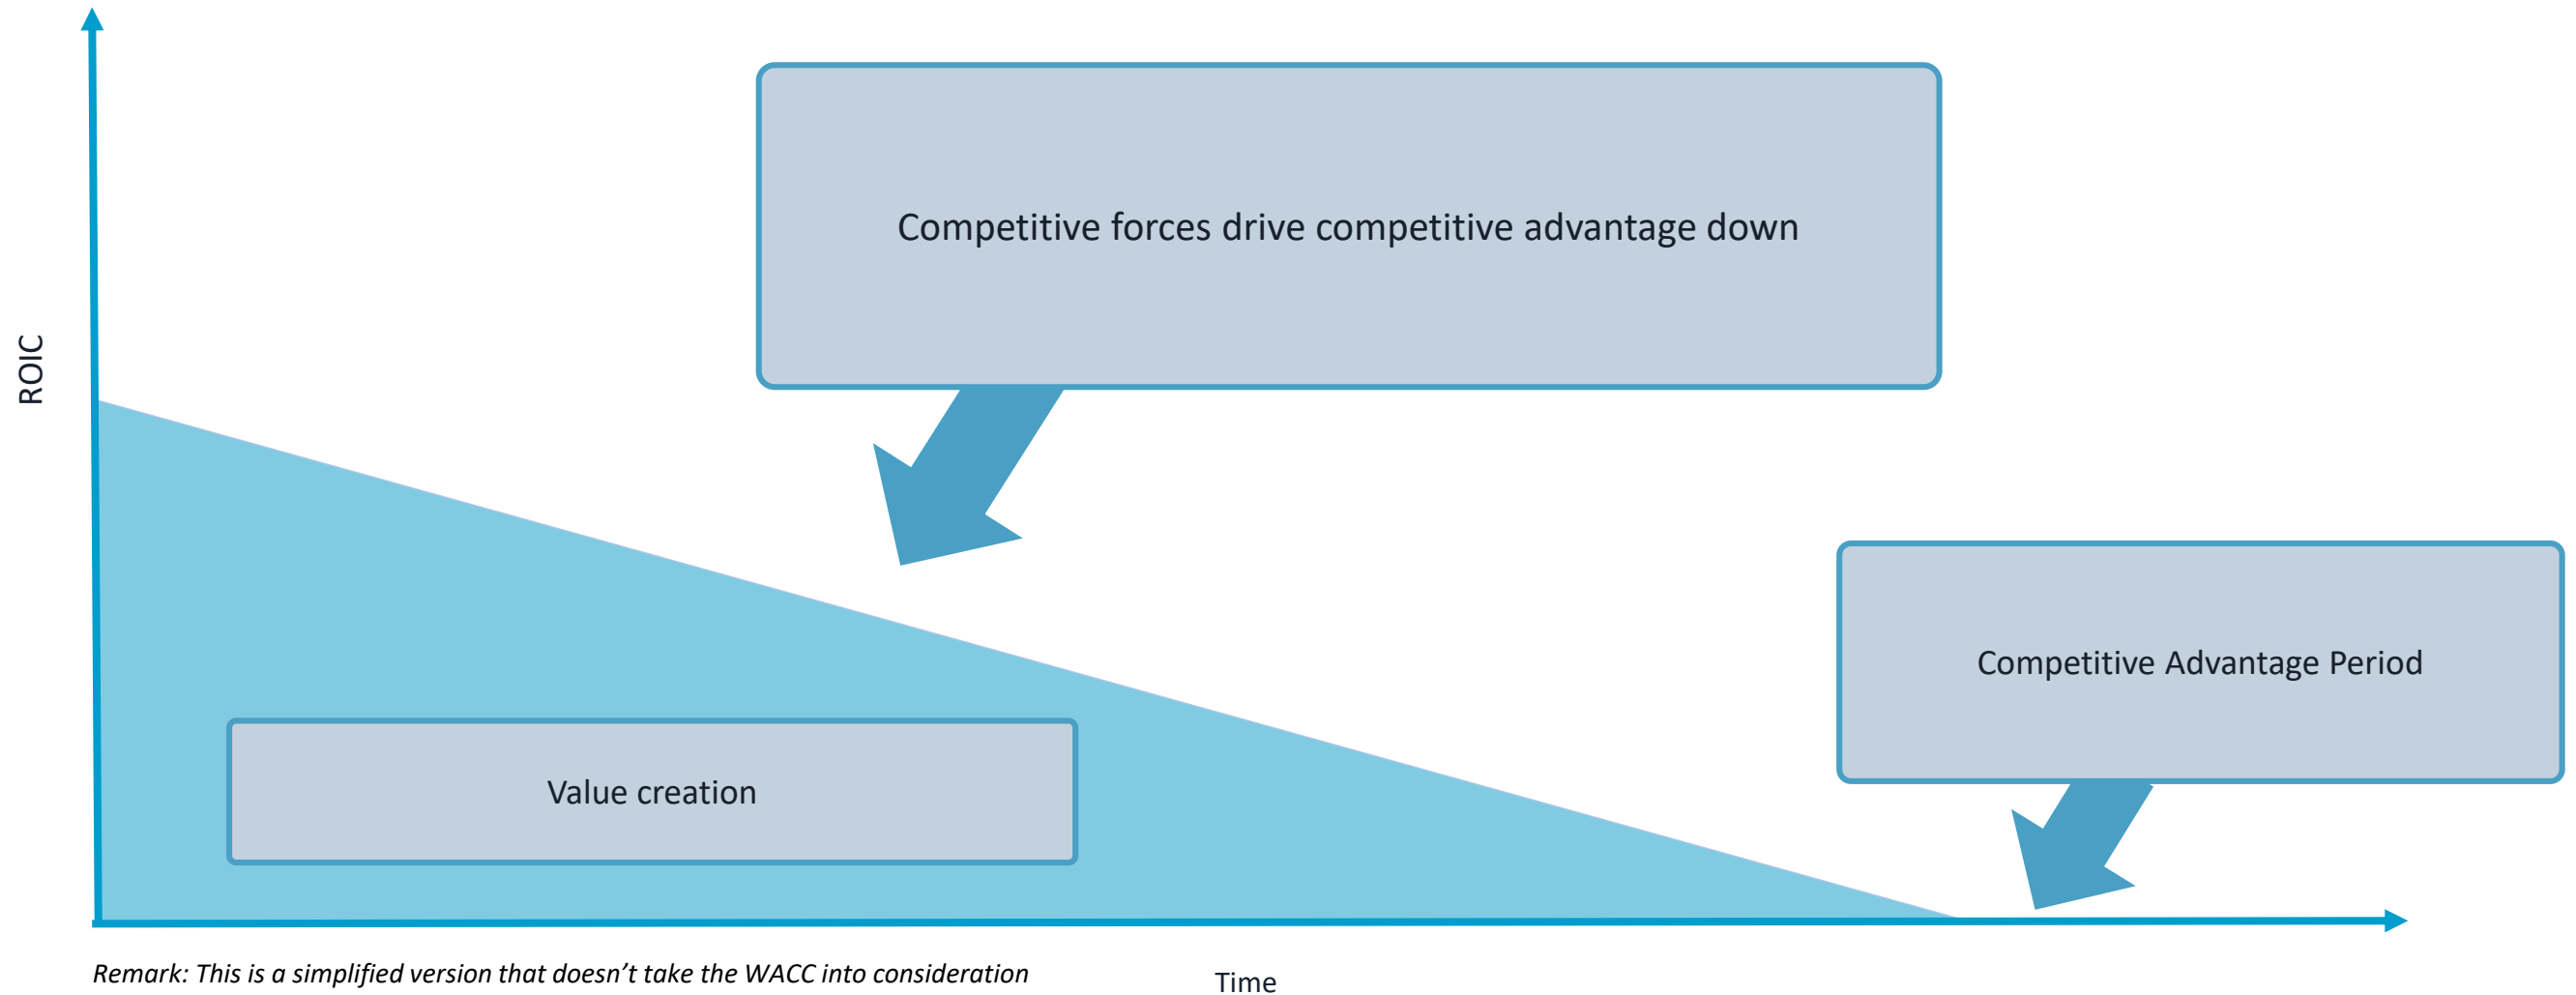 Competitive forces drive competitive advantage down
ROIC
Competitive Advantage Period
Value creation
Remark: This is a simplified version that doesn’t take the WACC into consideration
Time